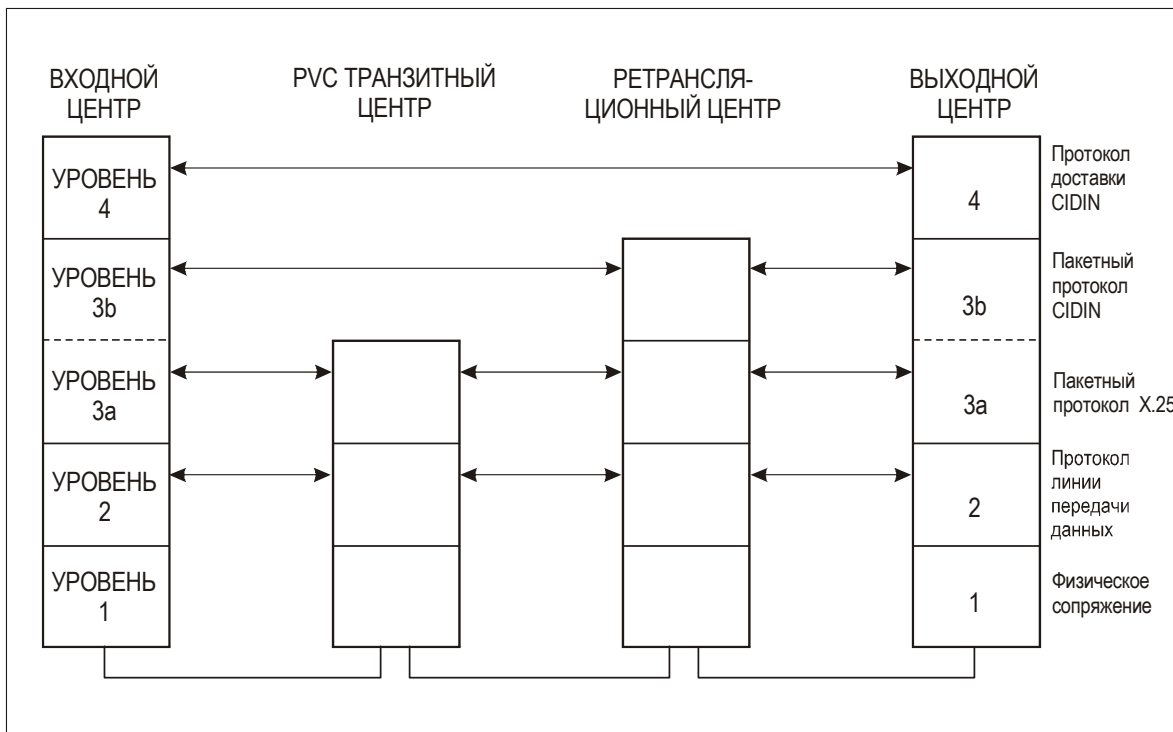 ВХОДНОЙ
ЦЕНТР
PVC ТРАНЗИТНЫЙ
ЦЕНТР
РЕТРАНСЛЯ-
ЦИОННЫЙ ЦЕНТР
ВЫХОДНОЙ
ЦЕНТР
УРОВЕНЬ
4
4
Протокол
доставки
CIDIN
УРОВЕНЬ
3b
3b
Пакетный
протокол
CIDIN
УРОВЕНЬ
3a
3a
Пакетный
протокол X.25
УРОВЕНЬ
2
2
Протокол
линии
передачи
данных
УРОВЕНЬ
1
1
Физическое
сопряжение